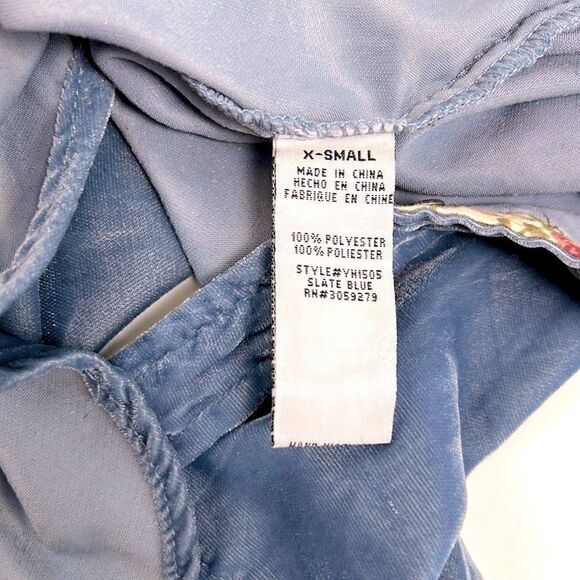 X-SMALL
MADE IN CHINA
HECHO EN CHINA
FABRIQUE EN CHINE
100% POLYESTER
100% POLIESTER
STYLE#YH1505
SLATE BLUE
RN#3059279
HAND